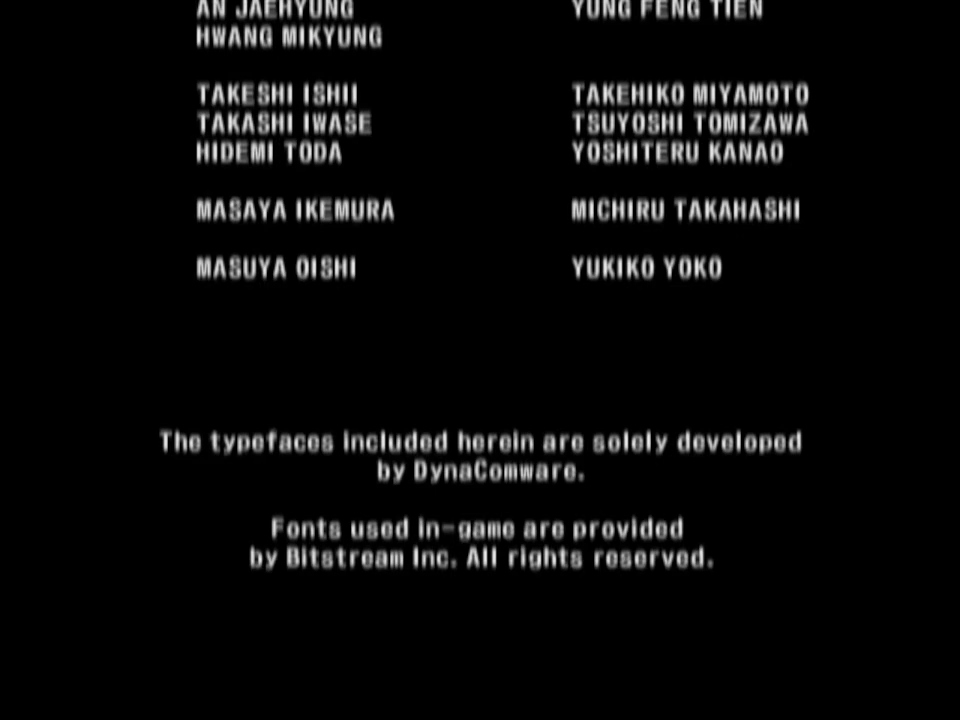 AN JAEHYUNG YUNG FENG TIEN
HWANG MIKYUNG
TAKESHI ISHII TAKEHIKO MIYAMOTO
TAKASHI IWASE TSUYOSHI TOMIZAWA
HIDEMI TODA YOSHITERU KANAO
MASAYA IKEMURA MICHIRU TAKAHASHI
MASUYA OISHI YUKIKO YOKO
The typefaces included herein are solely developed
by DynaComware.
Fonts used in-game are provided
by Bitstream Inc. All rights reserved.